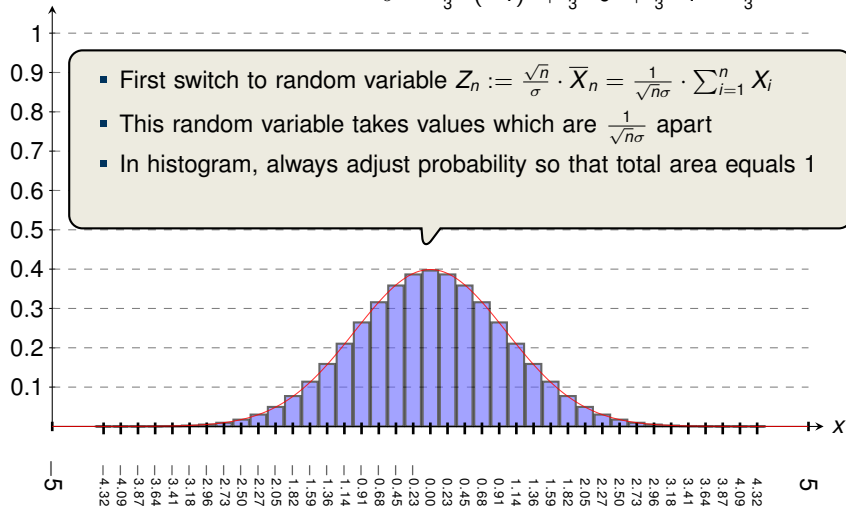 1
▪ First switch to random variable Zₙ := √n/σ · X̄ₙ = 1/(√nσ) · ∑ⁿᵢ₌₁ Xᵢ
0.9
▪ This random variable takes values which are 1/(√nσ) apart
0.8
▪ In histogram, always adjust probability so that total area equals 1
0.7
0.6
0.5
0.4
0.3
0.2
0.1
x
−5 −4.32 −4.09 −3.87 −3.64 −3.41 −3.18 −2.96 −2.73 −2.50 −2.27 −2.05 −1.82 −1.59 −1.36 −1.14 −0.91 −0.68 −0.45 −0.23 0.00 0.23 0.45 0.68 0.91 1.14 1.36 1.59 1.82 2.05 2.27 2.50 2.73 2.96 3.18 3.41 3.64 3.87 4.09 4.32 5